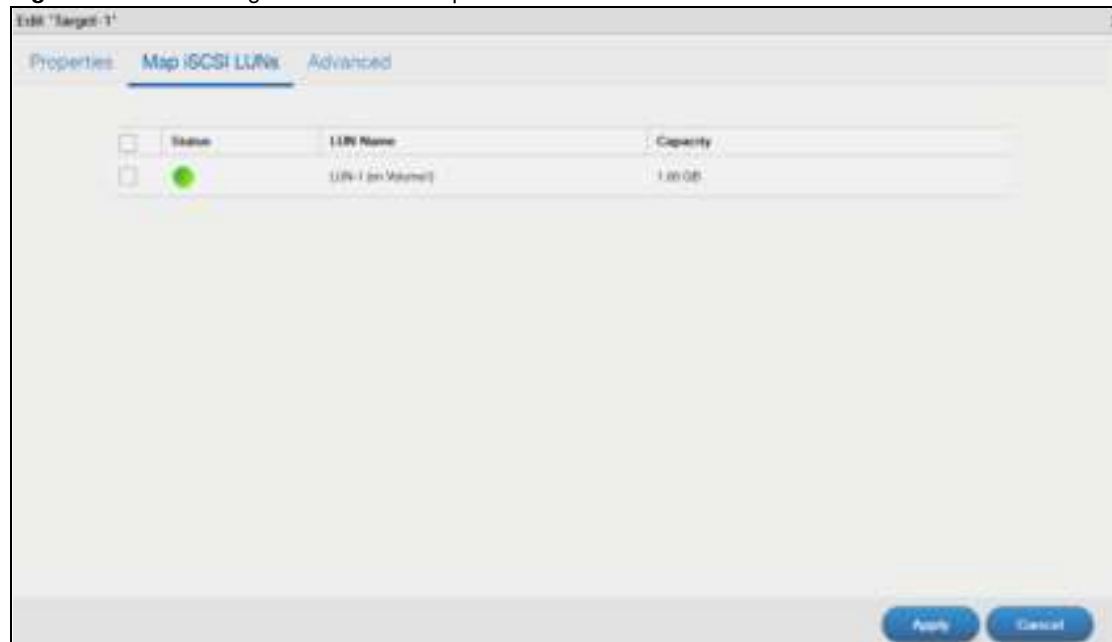 Edit "Target-1"
Properties Map iSCSI LUNs Advanced
Status LUN Name Capacity
LUN-1 (on Volume1) 1.00 GB
Apply Cancel